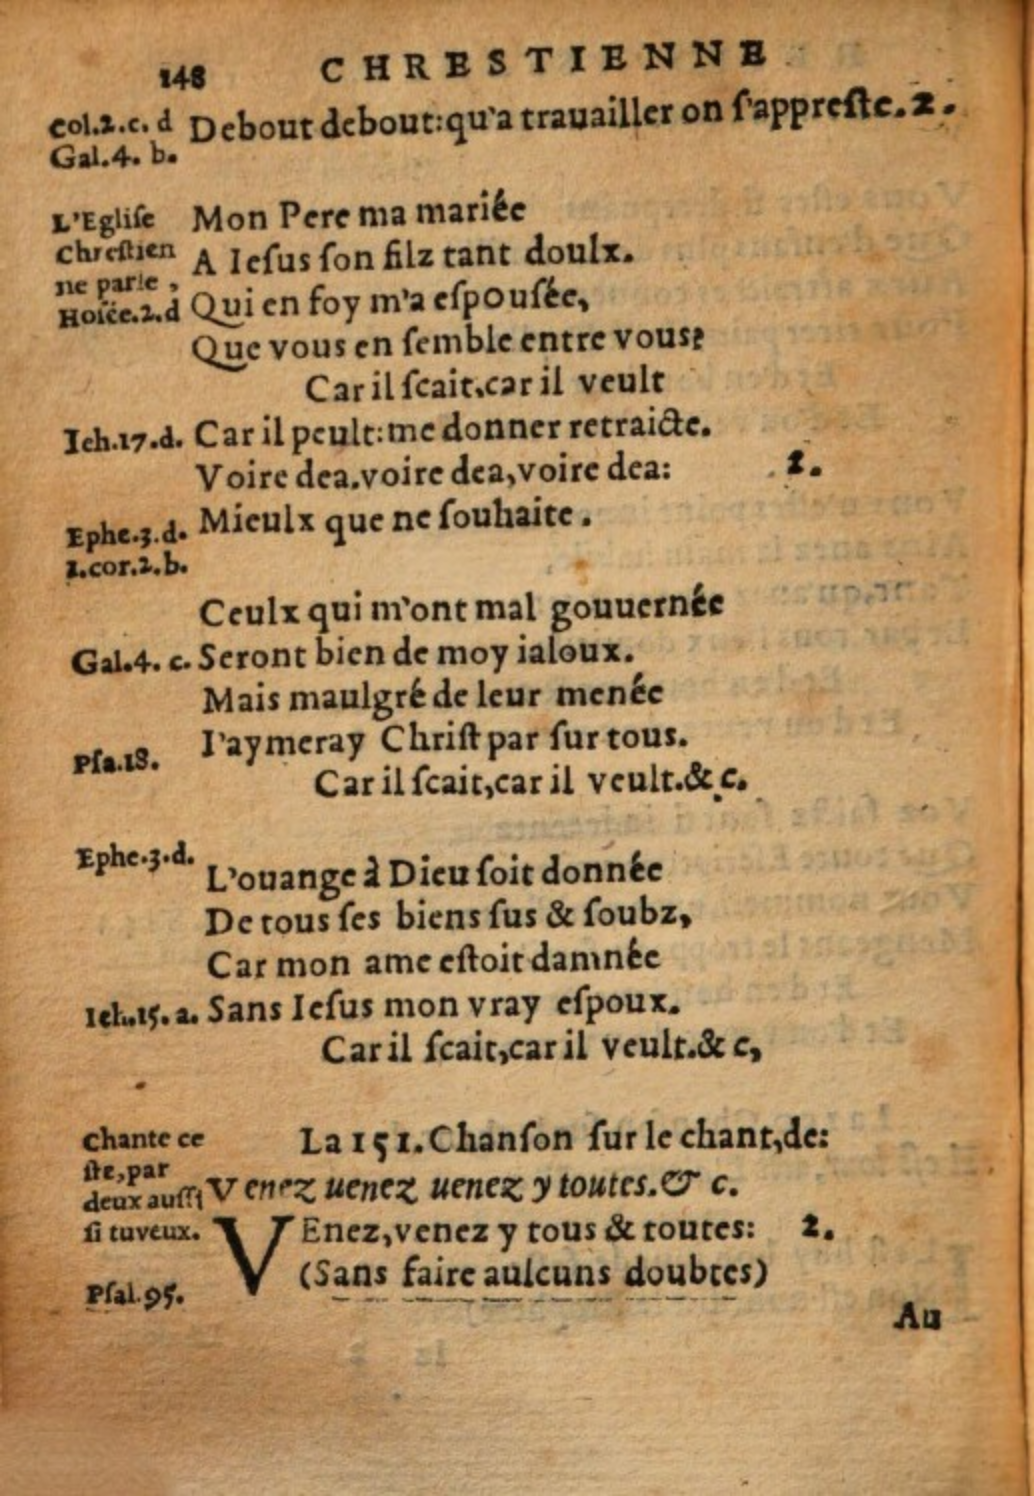 148 CHRESTIENNE
col.2.c. d Debout debout:qu'a trauailler on ſ'appreſte.2.
Gal.4. b.
L'Egliſe Mon Pere ma mariée
Chreſtien A Ieſus ſon filz tant doulx.
ne parle,
Hoſée.2.d Qui en foy m'a eſpouſée,
Que vous en ſemble entre vous?
Car il ſcait,car il veult
Ieh.17.d. Car il peult:me donner retraicte.
Voire dea.voire dea,voire dea: 2.
Ephe.3.d. Mieulx que ne ſouhaite.
1.cor.2.b.
Ceulx qui m'ont mal gouuernée
Gal.4. c. Seront bien de moy ialoux.
Mais maulgré de leur menée
Pſa.18. I'aymeray Chriſt par ſur tous.
Car il ſcait,car il veult.& c.
Ephe.3.d. L'ouange à Dieu ſoit donnée
De tous ſes biens ſus & ſoubz,
Car mon ame eſtoit damnée
Ieh.15. a. Sans Ieſus mon vray eſpoux.
Car il ſcait,car il veult.& c,
Chante ce La 151.Chanſon ſur le chant,de:
ſte,par
deux auſſi Venez uenez uenez y toutes.& c.
ſi tuveux. VEnez,venez y tous & toutes: 2.
Pſal.95. (Sans faire aulcuns doubtes)
Au